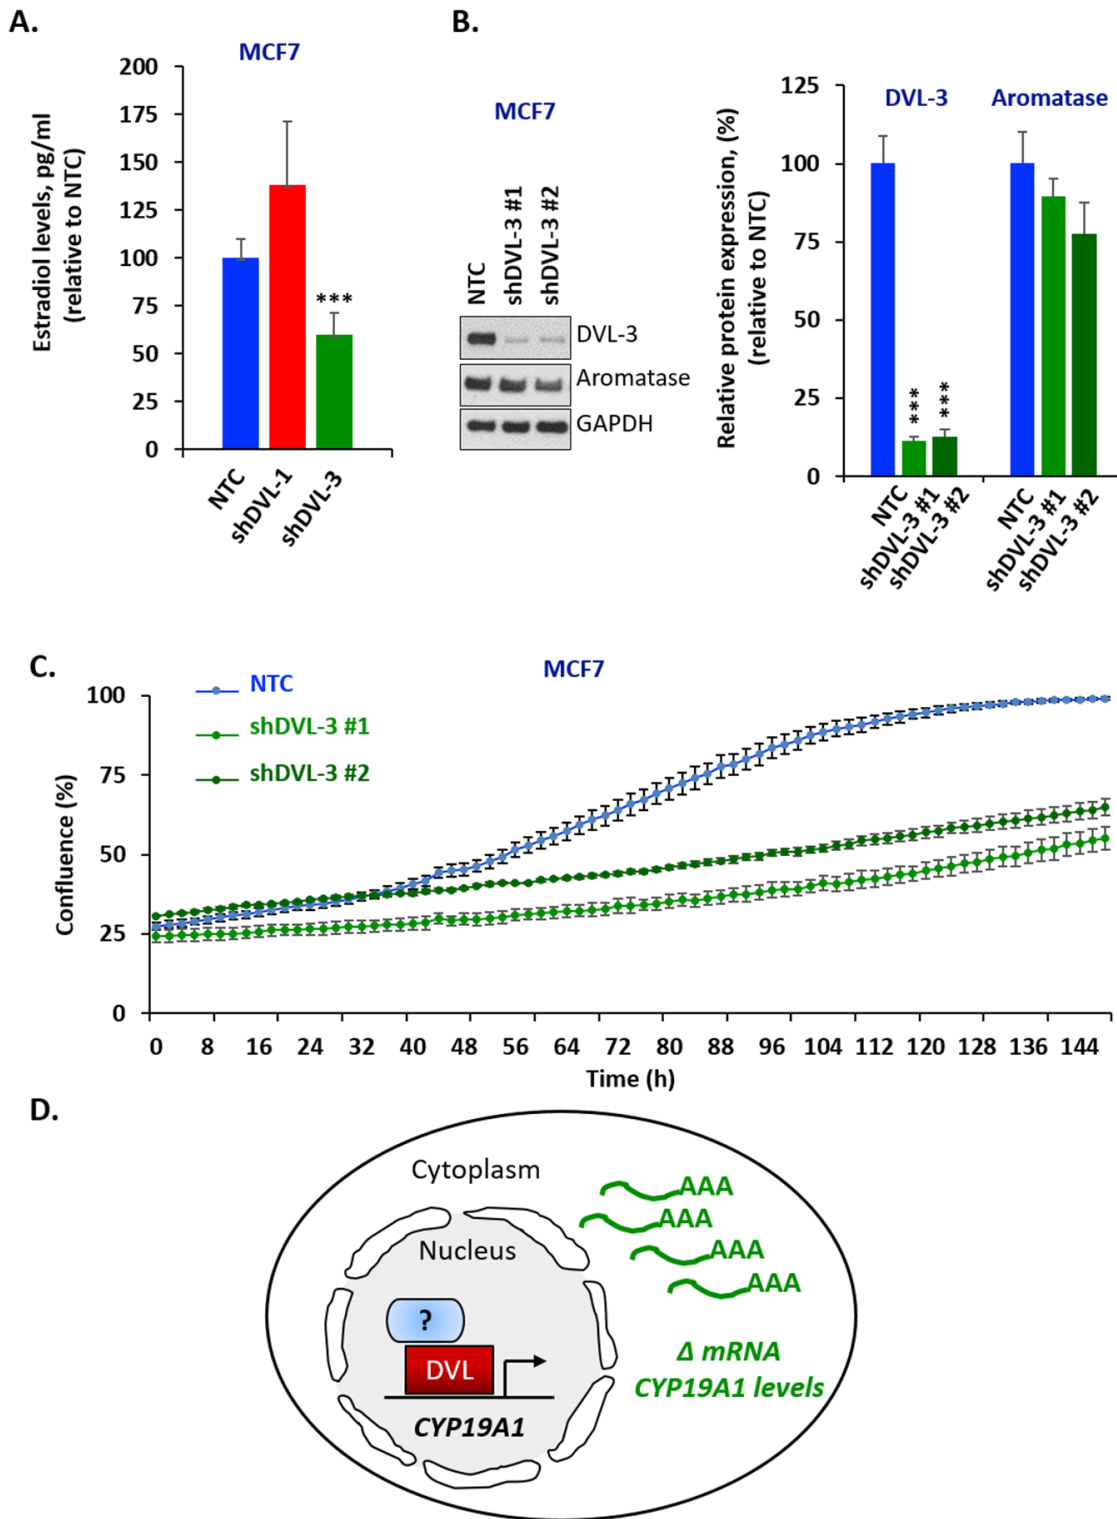 A.
MCF7
Estradiol levels, pg/ml
(relative to NTC)
200
175
150
125
100
75
50
25
0
***
NTC
shDVL-1
shDVL-3
B.
MCF7
NTC
shDVL-3 #1
shDVL-3 #2
DVL-3
Aromatase
GAPDH
Relative protein expression, (%)
(relative to NTC)
125
100
75
50
25
0
DVL-3
Aromatase
***
***
NTC
shDVL-3 #1
shDVL-3 #2
NTC
shDVL-3 #1
shDVL-3 #2
C.
MCF7
NTC
shDVL-3 #1
shDVL-3 #2
Confluence (%)
100
75
50
25
0
0 8 16 24 32 40 48 56 64 72 80 88 96 104 112 120 128 136 144
Time (h)
D.
Cytoplasm
Nucleus
?
DVL
CYP19A1
AAA
AAA
AAA
AAA
Δ mRNA
CYP19A1 levels